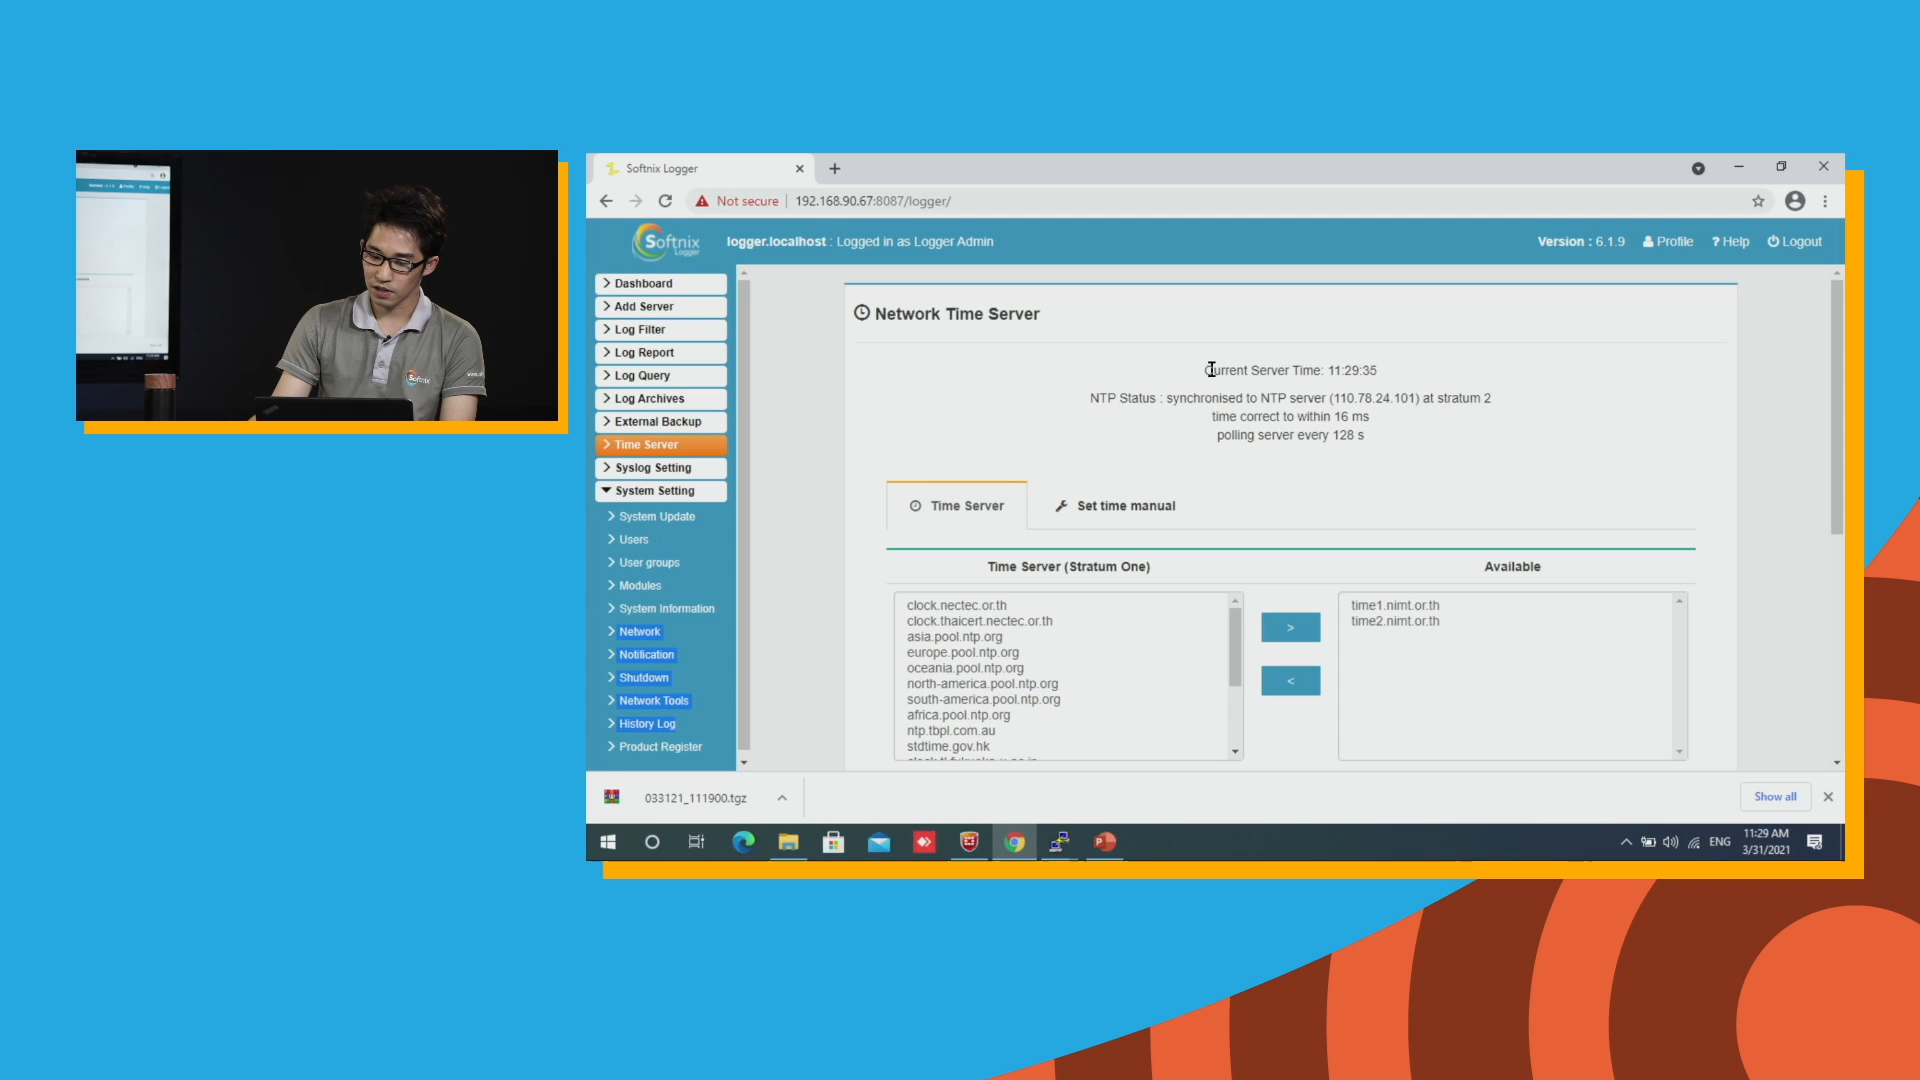 Softnix Logger
Not secure
192.168.90.67:8087/logger/
Softnix
Logger
logger.localhost : Logged in as Logger Admin
Version : 6.1.9
Profile
? Help
Logout
Dashboard
Add Server
Log Filter
Log Report
Log Query
Log Archives
External Backup
Time Server
Syslog Setting
System Setting
System Update
Users
User groups
Modules
System Information
Network
Notification
Shutdown
Network Tools
History Log
Product Register
Network Time Server
Current Server Time: 11:29:35
NTP Status : synchronised to NTP server (110.78.24.101) at stratum 2
time correct to within 16 ms
polling server every 128 s
Time Server
Set time manual
Time Server (Stratum One)
Available
clock.nectec.or.th
clock.thaicert.nectec.or.th
asia.pool.ntp.org
europe.pool.ntp.org
oceania.pool.ntp.org
north-america.pool.ntp.org
south-america.pool.ntp.org
africa.pool.ntp.org
ntp.tbpl.com.au
stdtime.gov.hk
>
<
time1.nimt.or.th
time2.nimt.or.th
033121_111900.tgz
Show all
ENG
11:29 AM
3/31/2021
Softnix